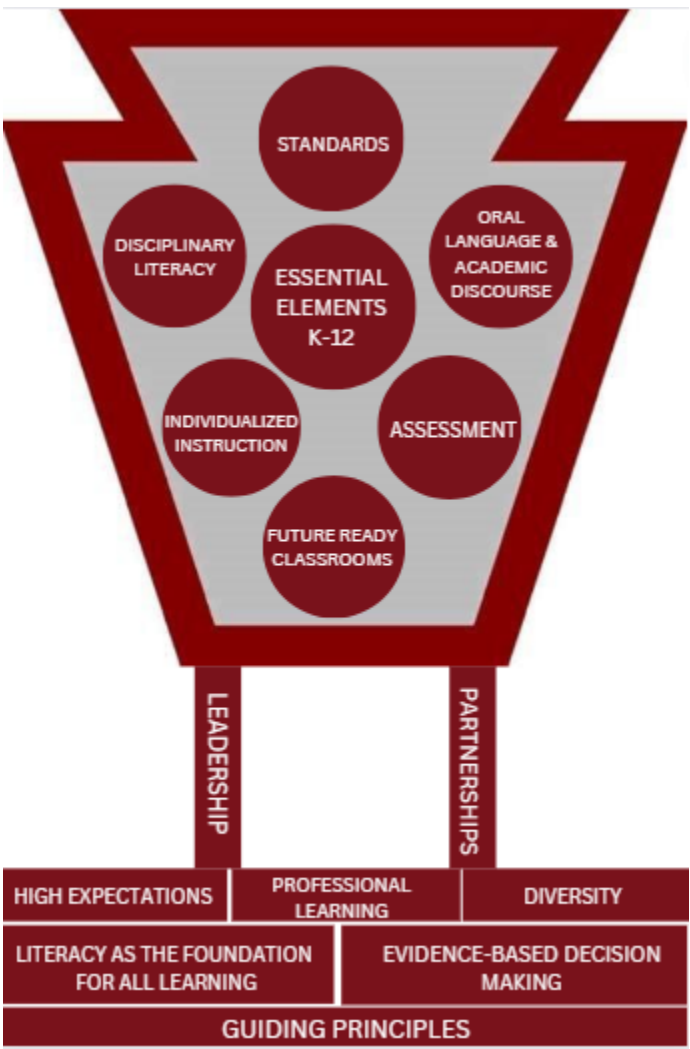 STANDARDS
DISCIPLINARY
LITERACY
ORAL
LANGUAGE &
ACADEMIC
DISCOURSE
ESSENTIAL
ELEMENTS
K-12
INDIVIDUALIZED
INSTRUCTION
ASSESSMENT
FUTURE READY
CLASSROOMS
LEADERSHIP
PARTNERSHIPS
HIGH EXPECTATIONS
PROFESSIONAL
LEARNING
DIVERSITY
LITERACY AS THE FOUNDATION
FOR ALL LEARNING
EVIDENCE-BASED DECISION
MAKING
GUIDING PRINCIPLES